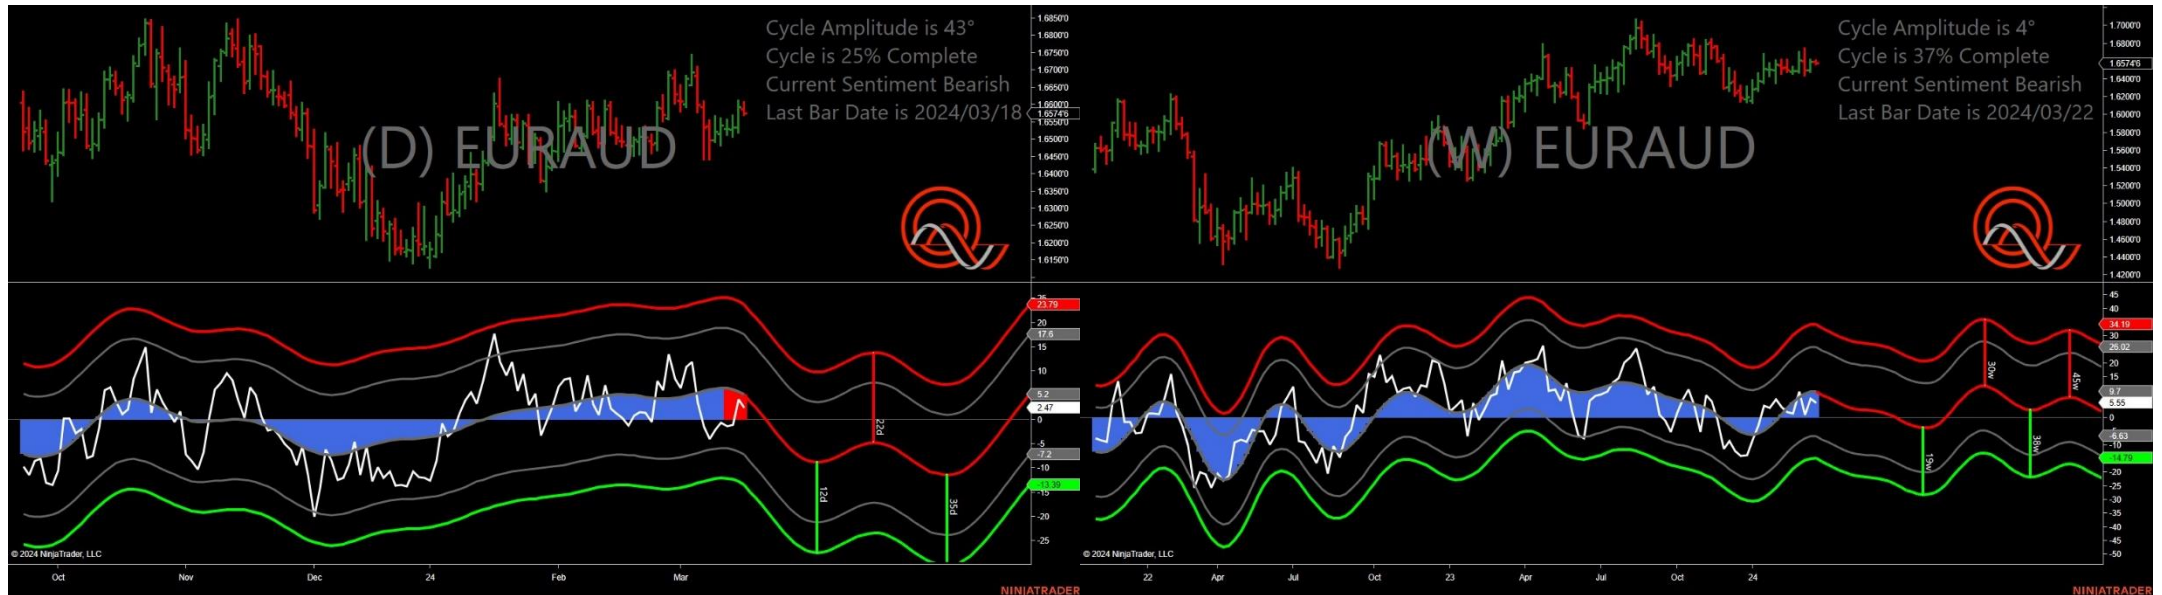 Cycle Amplitude is 43°
Cycle is 25% Complete
Current Sentiment Bearish
Last Bar Date is 2024/03/18
(D) EURAUD
1.6850'0
1.6800'0
1.6750'0
1.6700'0
1.6650'0
1.6600'0
1.6574'6
1.6550'0
1.6500'0
1.6450'0
1.6400'0
1.6350'0
1.6300'0
1.6250'0
1.6200'0
1.6150'0
25
23.79
20
17.6
15
10
5.2
5
2.47
0
-5
-7.2
-10
-13.39
-15
-20
-25
12d
22d
35d
© 2024 NinjaTrader, LLC
Oct
Nov
Dec
24
Feb
Mar
NINJATRADER
Cycle Amplitude is 4°
Cycle is 37% Complete
Current Sentiment Bearish
Last Bar Date is 2024/03/22
(W) EURAUD
1.7000'0
1.6800'0
1.6574'6
1.6400'0
1.6200'0
1.6000'0
1.5800'0
1.5600'0
1.5400'0
1.5200'0
1.5000'0
1.4800'0
1.4600'0
1.4400'0
1.4200'0
45
40
34.19
30
26.02
20
15
9.7
5.55
0
-5
-6.63
-10
-14.79
-20
-25
-30
-35
-40
-45
-50
19w
30w
38w
45w
© 2024 NinjaTrader, LLC
22
Apr
Jul
Oct
23
Apr
Jul
Oct
24
NINJATRADER